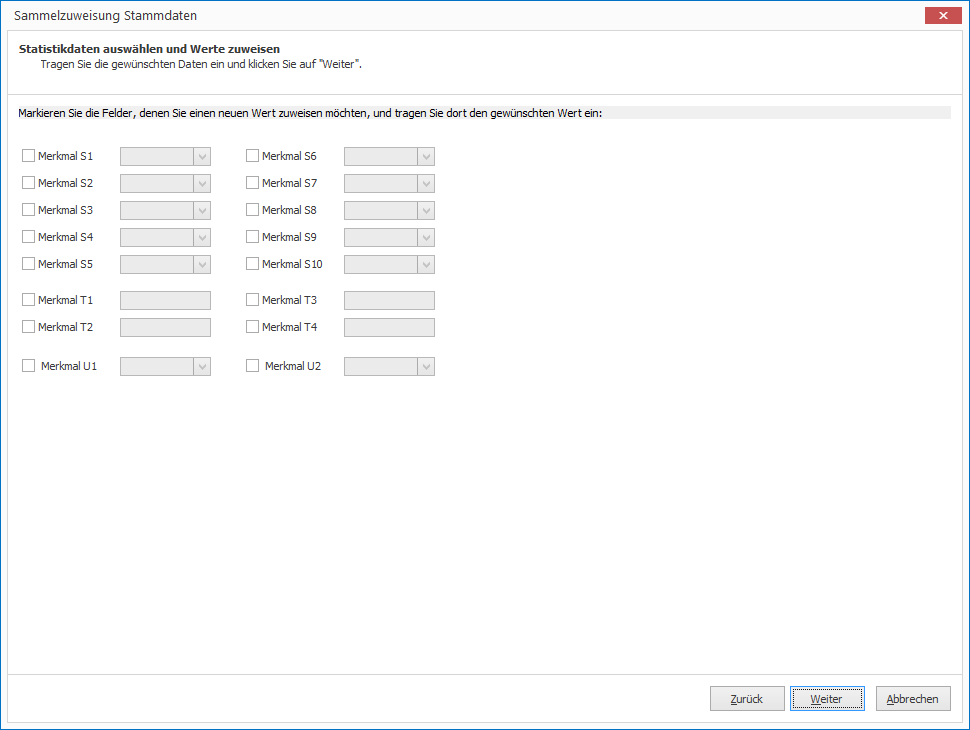 Sammelzuweisung Stammdaten
Statistikdaten auswählen und Werte zuweisen
Tragen Sie die gewünschten Daten ein und klicken Sie auf "Weiter".
Markieren Sie die Felder, denen Sie einen neuen Wert zuweisen möchten, und tragen Sie dort den gewünschten Wert ein:
Merkmal S1 Merkmal S6
Merkmal S2 Merkmal S7
Merkmal S3 Merkmal S8
Merkmal S4 Merkmal S9
Merkmal S5 Merkmal S10
Merkmal T1 Merkmal T3
Merkmal T2 Merkmal T4
Merkmal U1 Merkmal U2
Zurück Weiter Abbrechen